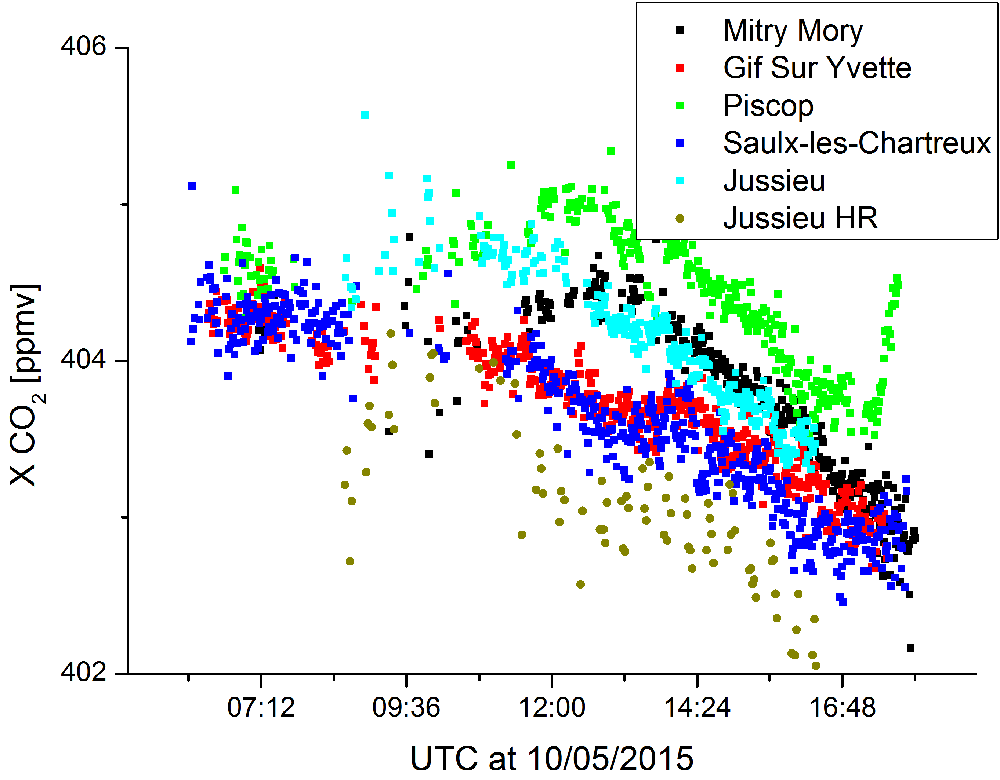 Mitry Mory
Gif Sur Yvette
Piscop
Saulx-les-Chartreux
Jussieu
Jussieu HR
406
404
402
X CO2 [ppmv]
07:12 09:36 12:00 14:24 16:48
UTC at 10/05/2015